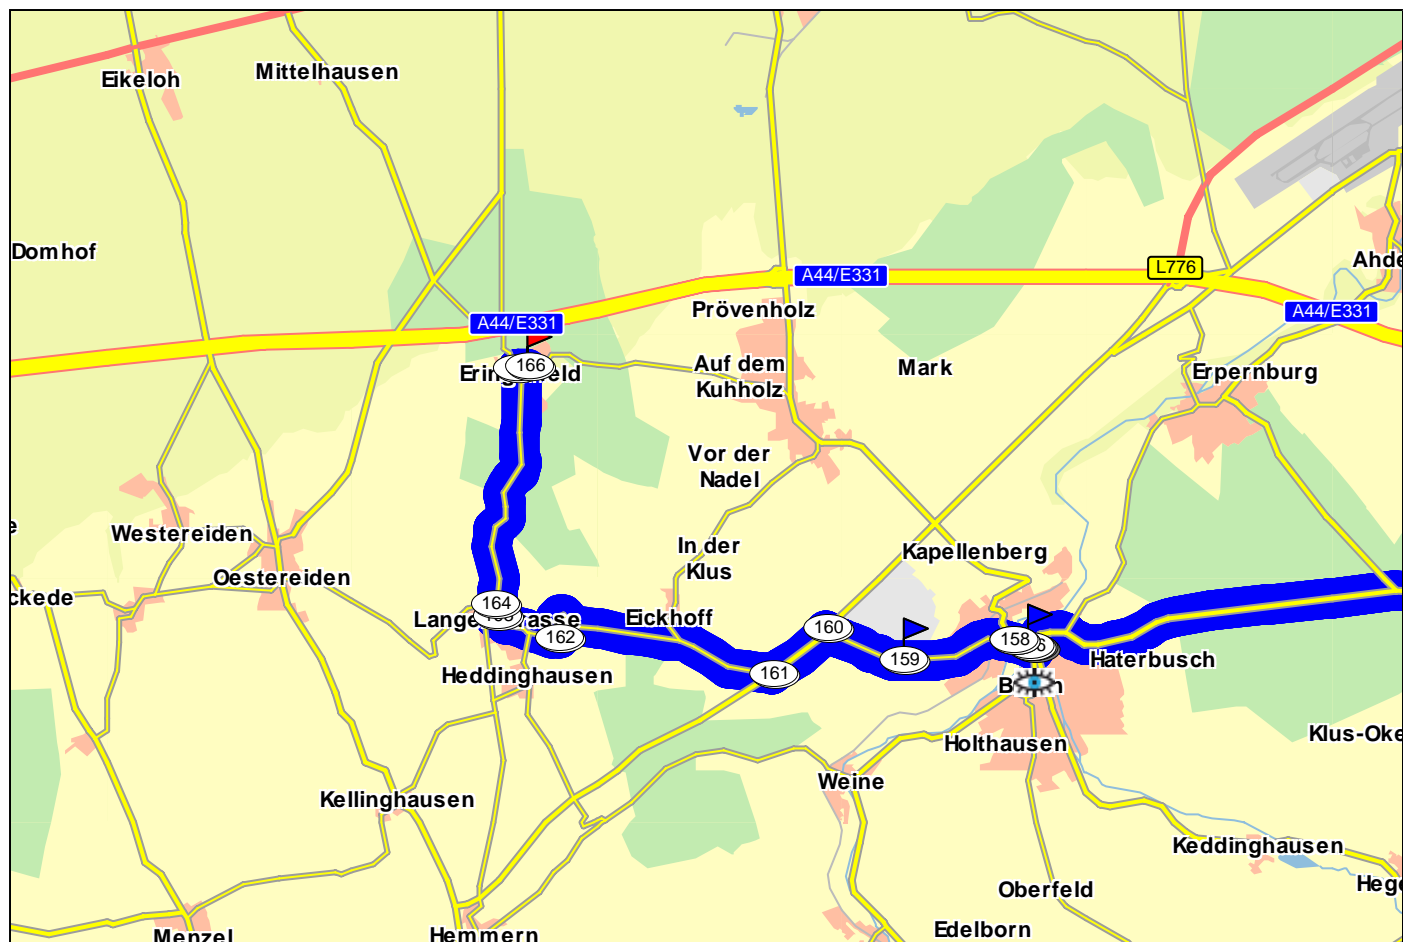 Eikeloh
Mittelhausen
Domhof
L776
Ahde
A44/E331
A44/E331
Prövenholz
A44/E331
166
Auf dem
Kuhholz
Mark
Erpernburg
Vor der
Nadel
Westereiden
In der
Klus
Kapellenberg
Oestereiden
ckede
164
Eickhoff
160
162
158
159
161
Haterbusch
Heddinghausen
Klus-Oke
Holthausen
Weine
Kellinghausen
Keddinghausen
Oberfeld
Hege
Edelborn
Menzel
Hemmern